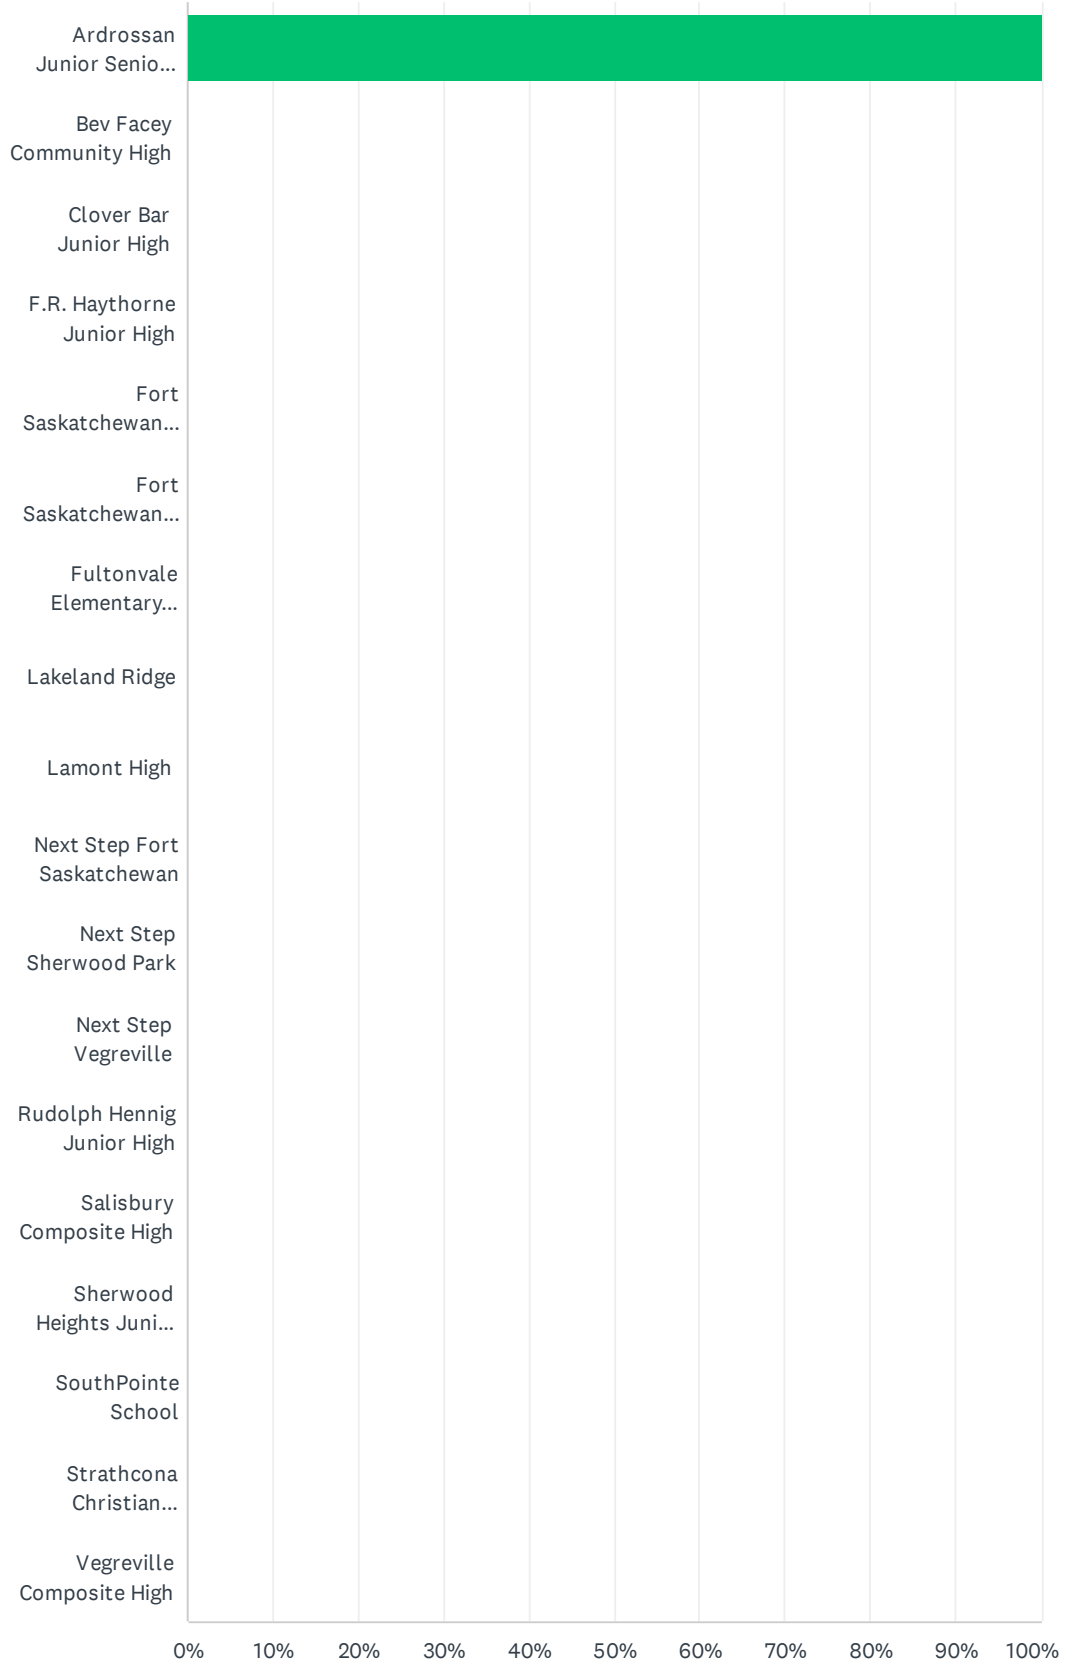 Ardrossan
Junior Senio...
Bev Facey
Community High
Clover Bar
Junior High
F.R. Haythorne
Junior High
Fort
Saskatchewan...
Fort
Saskatchewan...
Fultonvale
Elementary...
Lakeland Ridge
Lamont High
Next Step Fort
Saskatchewan
Next Step
Sherwood Park
Next Step
Vegreville
Rudolph Hennig
Junior High
Salisbury
Composite High
Sherwood
Heights Juni...
SouthPointe
School
Strathcona
Christian...
Vegreville
Composite High
0% 10% 20% 30% 40% 50% 60% 70% 80% 90% 100%